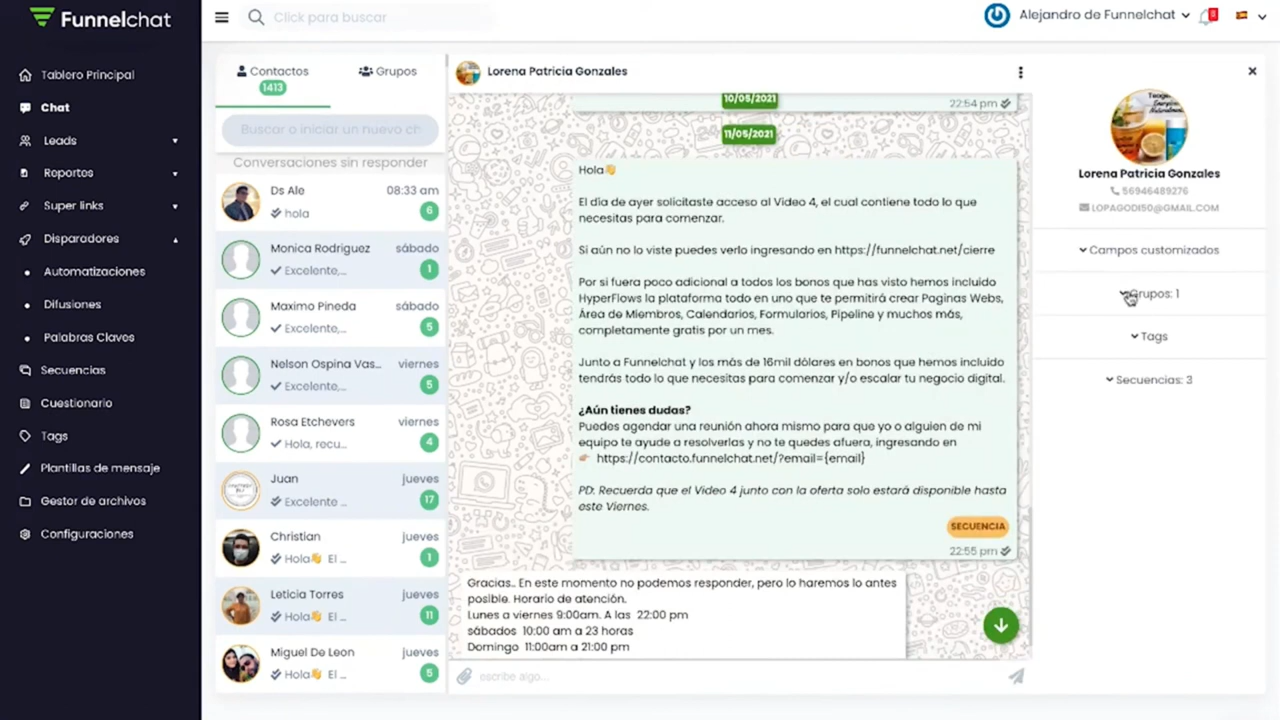 Funnelchat
Click para buscar
Alejandro de Funnelchat
Tablero Principal
Chat
Leads
Reportos
Super links
Disparadores
Automatizaciones
Difusiones
Palabras Claves
Secuencias
Cuestionario
Tags
Plantillas de mensaje
Gestor de archivos
Configuraciones
Contactos
1413
Grupos
Buscar o iniciar un nuevo ch
Conversaciones sin responder
Ds Ale 08:33 am
hola 6
Monica Rodriguez sábado
Excelente,... 1
Maximo Pineda sábado
Excelente,... 5
Nelson Ospina Vas... viernes
Excelente,... 5
Rosa Etchevers viernes
Hola, recu... 4
Juan jueves
Excelente ... 17
Christian jueves
Hola👋 El ... 1
Leticia Torres jueves
Hola👋 El ... 11
Miguel De Leon jueves
Hola👋 El ... 5
Lorena Patricia Gonzales
10/05/2021
22:54 pm
11/05/2021
Hola👋
El día de ayer solicitaste acceso al Video 4, el cual contiene todo lo que
necesitas para comenzar.
Si aún no lo viste puedes verlo ingresando en https://funnelchat.net/cierre
Por si fuera poco adicional a todos los bonos que has visto hemos incluido
HyperFlows la plataforma todo en uno que te permitirá crear Paginas Webs,
Área de Miembros, Calendarios, Formularios, Pipeline y muchos más,
completamente gratis por un mes.
Junto a Funnelchat y los más de 16mil dólares en bonos que hemos incluido
tendrás todo lo que necesitas para comenzar y/o escalar tu negocio digital.
¿Aún tienes dudas?
Puedes agendar una reunión ahora mismo para que yo o alguien de mi
equipo te ayude a resolverlas y no te quedes afuera, ingresando en
👉 https://contacto.funnelchat.net/?email={email}
PD: Recuerda que el Video 4 junto con la oferta solo estará disponible hasta
este Viernes.
SECUENCIA
22:55 pm
Gracias.. En este momento no podemos responder, pero lo haremos lo antes
posible. Horario de atención.
Lunes a viernes 9:00am. A las 22:00 pm
sábados 10:00 am a 23 horas
Domingo 11:00am a 21:00 pm
escribe algo...
Lorena Patricia Gonzales
56946489276
LOPAGODI50@GMAIL.COM
Campos customizados
Grupos: 1
Tags
Secuencias: 3